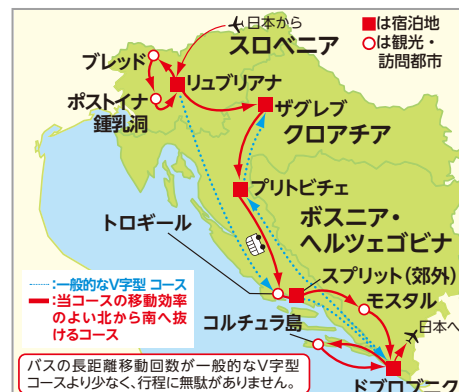 日本から
■は宿泊地
○は観光・
訪問都市
スロベニア
ブレッド
リュブリアナ
ポストイナ
鍾乳洞
ザグレブ
クロアチア
プリトビチェ
トロギール
ボスニア・
ヘルツェゴビナ
スプリット(郊外)
モスタル
日本へ
コルチュラ島
ドブロブニク
:一般的なV字型 コース
:当コースの移動効率
のよい北から南へ抜
けるコース
バスの長距離移動回数が一般的なV字型
コースより少なく、行程に無駄がありません。